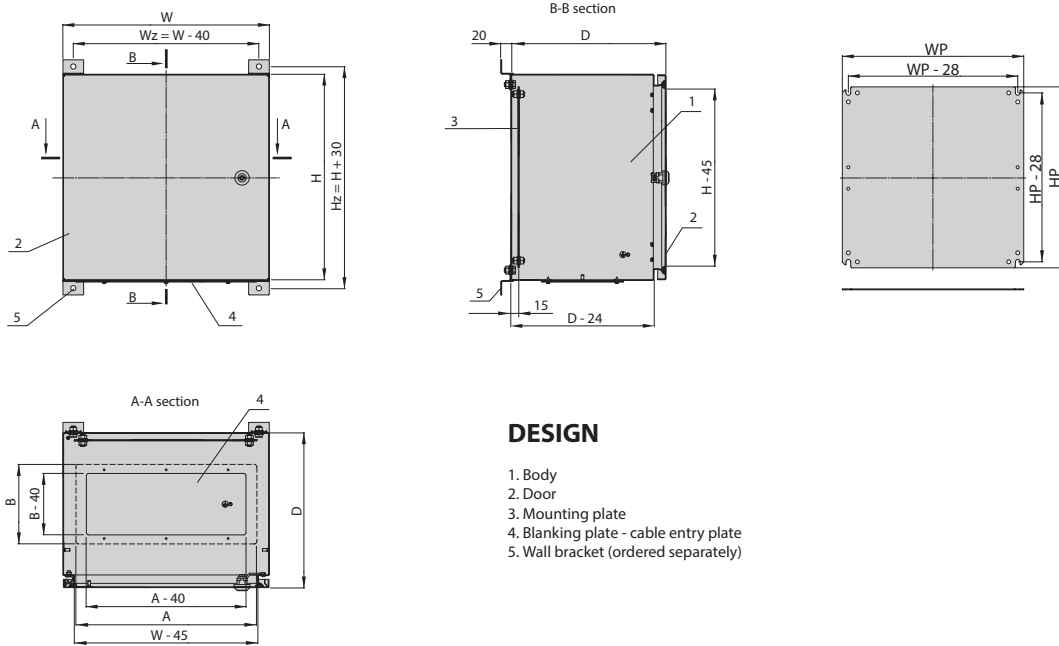 W
Wz = W - 40
B
A
A
H
Hz = H + 30
2
5
B
4
B-B section
20
D
1
3
H - 45
2
5
15
D - 24
WP
WP - 28
HP - 28
HP
A-A section
4
B
B - 40
D
A - 40
A
W - 45
DESIGN
1. Body
2. Door
3. Mounting plate
4. Blanking plate - cable entry plate
5. Wall bracket (ordered separately)